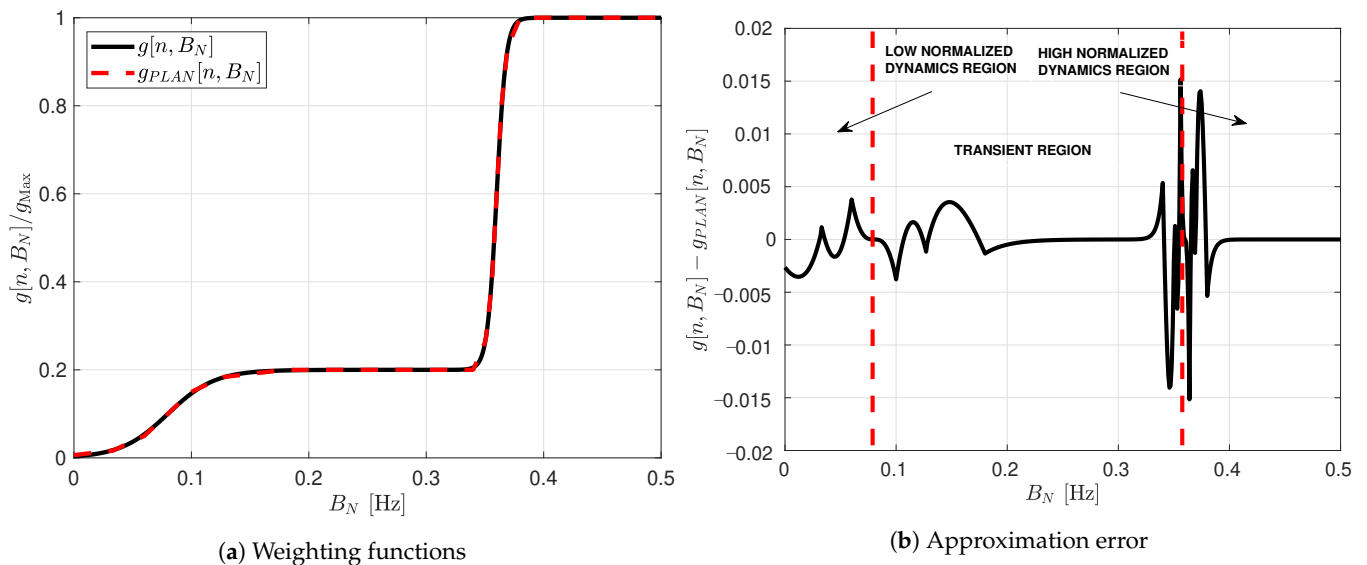 1
0.8
0.6
0.4
0.2
0
g[n, B_N]/g_Max
g[n, B_N]
g_PLAN[n, B_N]
0
0.1
0.2
0.3
0.4
0.5
B_N [Hz]
(a) Weighting functions
0.02
0.015
0.01
0.005
0
−0.005
−0.01
−0.015
−0.02
g[n, B_N] − g_PLAN[n, B_N]
LOW NORMALIZED
DYNAMICS REGION
HIGH NORMALIZED
DYNAMICS REGION
TRANSIENT REGION
0
0.1
0.2
0.3
0.4
0.5
B_N [Hz]
(b) Approximation error